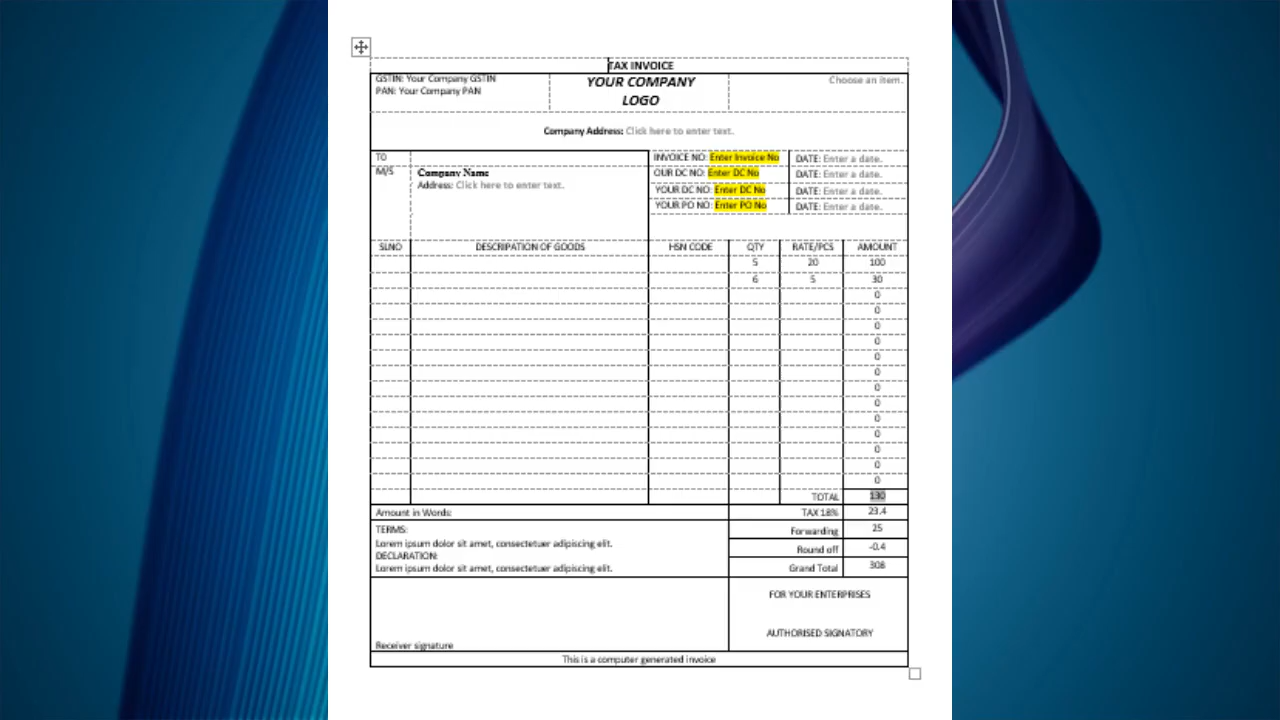 TAX INVOICE
GSTIN: Your Company GSTIN
PAN: Your Company PAN
YOUR COMPANY
LOGO
Choose an item.
Company Address: Click here to enter text.
TO
M/S
Company Name
Address: Click here to enter text.
INVOICE NO: Enter Invoice No
DATE: Enter a date.
OUR DC NO: Enter DC No
DATE: Enter a date.
YOUR DC NO: Enter DC No
DATE: Enter a date.
YOUR PO NO: Enter PO No
DATE: Enter a date.
SLNO DESCRIPATION OF GOODS HSN CODE QTY RATE/PCS AMOUNT
5 20 100
6 5 30
0
0
0
0
0
0
0
0
0
0
0
0
0
TOTAL 130
Amount in Words: TAX 18% 23.4
TERMS:
Lorem ipsum dolor sit amet, consectetuer adipiscing elit.
DECLARATION:
Lorem ipsum dolor sit amet, consectetuer adipiscing elit.
Forwarding 25
Round off -0.4
Grand Total 308
FOR YOUR ENTERPRISES
AUTHORISED SIGNATORY
Receiver signature
This is a computer generated invoice